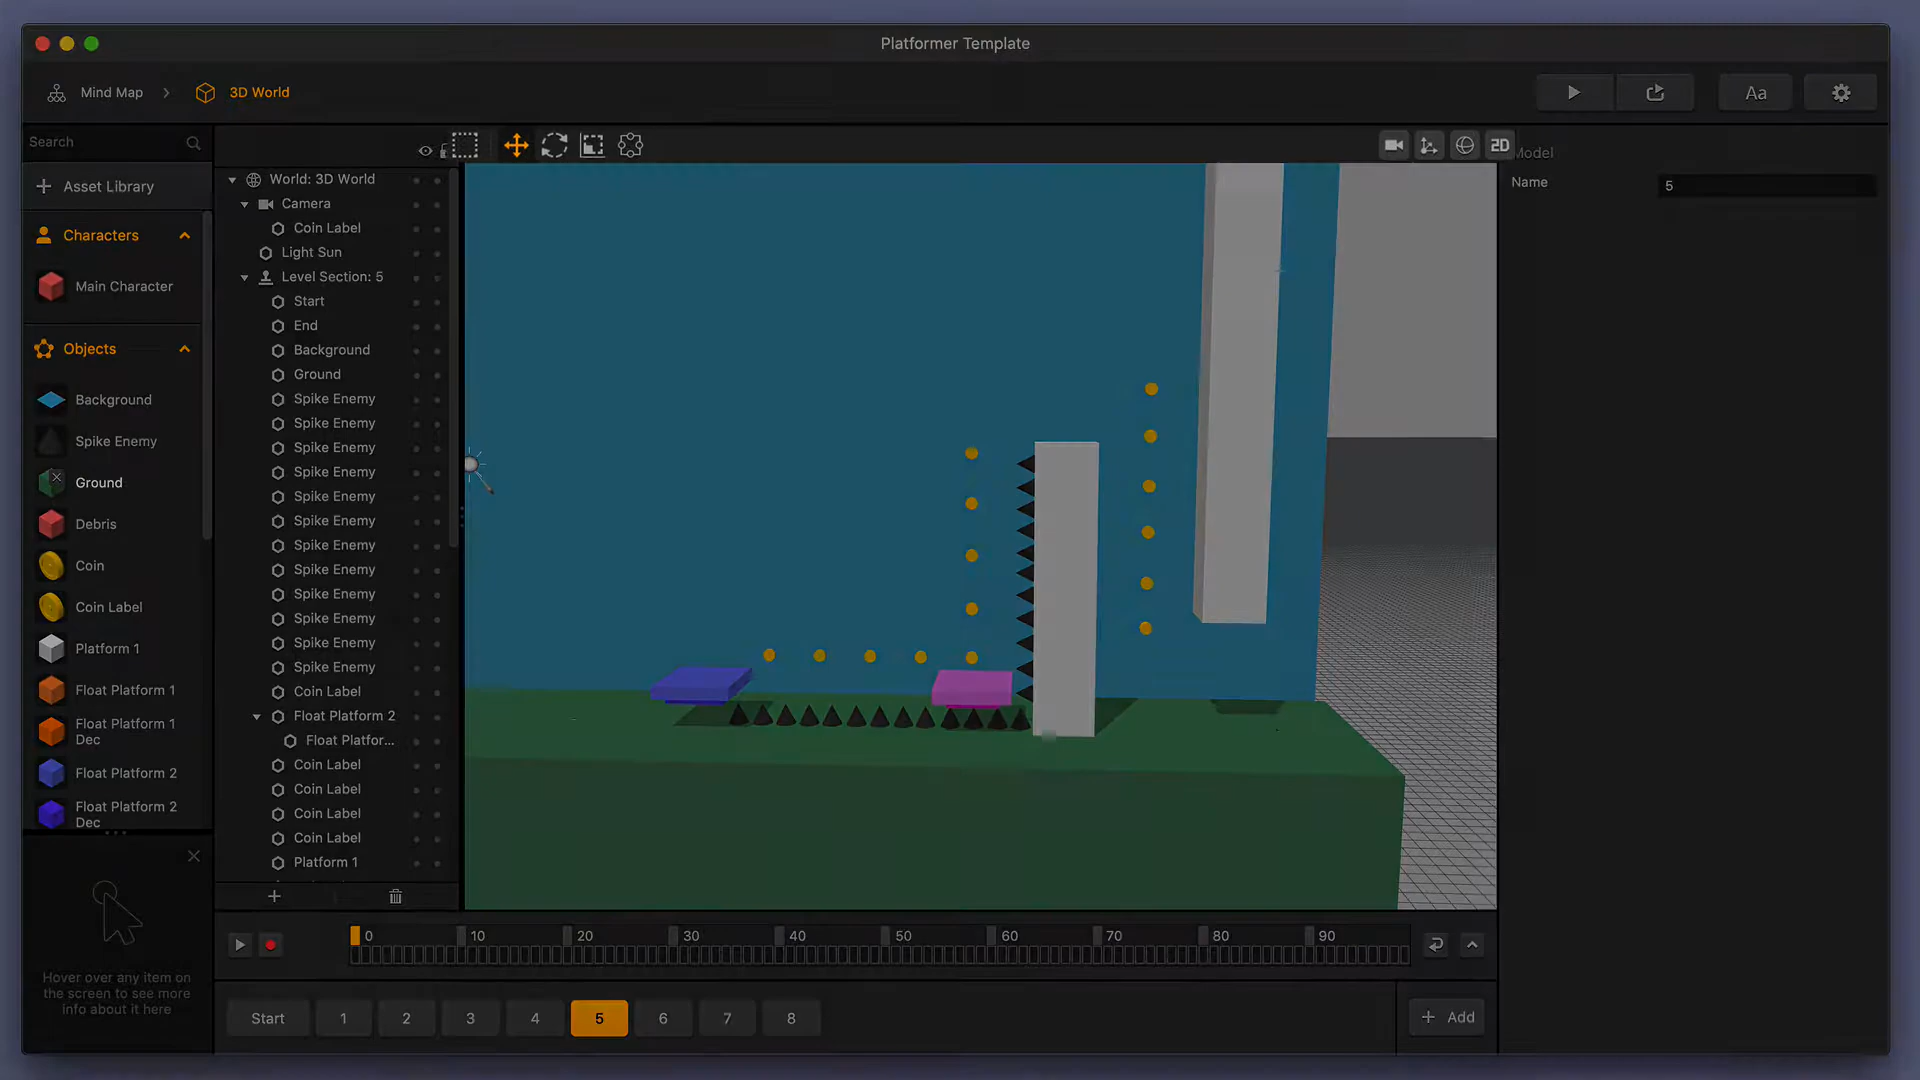 Platformer Template
Mind Map
3D World
Aa
Search
Asset Library
Characters
Main Character
Objects
Background
Spike Enemy
Ground
Debris
Coin
Coin Label
Platform 1
Float Platform 1
Float Platform 1
Dec
Float Platform 2
Float Platform 2
Dec
Hover over any item on
the screen to see more
info about it here
World: 3D World
Camera
Coin Label
Light Sun
Level Section: 5
Start
End
Background
Ground
Spike Enemy
Spike Enemy
Spike Enemy
Spike Enemy
Spike Enemy
Spike Enemy
Spike Enemy
Spike Enemy
Spike Enemy
Spike Enemy
Spike Enemy
Spike Enemy
Coin Label
Float Platform 2
Float Platfor...
Coin Label
Coin Label
Coin Label
Coin Label
Platform 1
2D
Model
Name
5
0 10 20 30 40 50 60 70 80 90
Start 1 2 3 4 5 6 7 8
Add